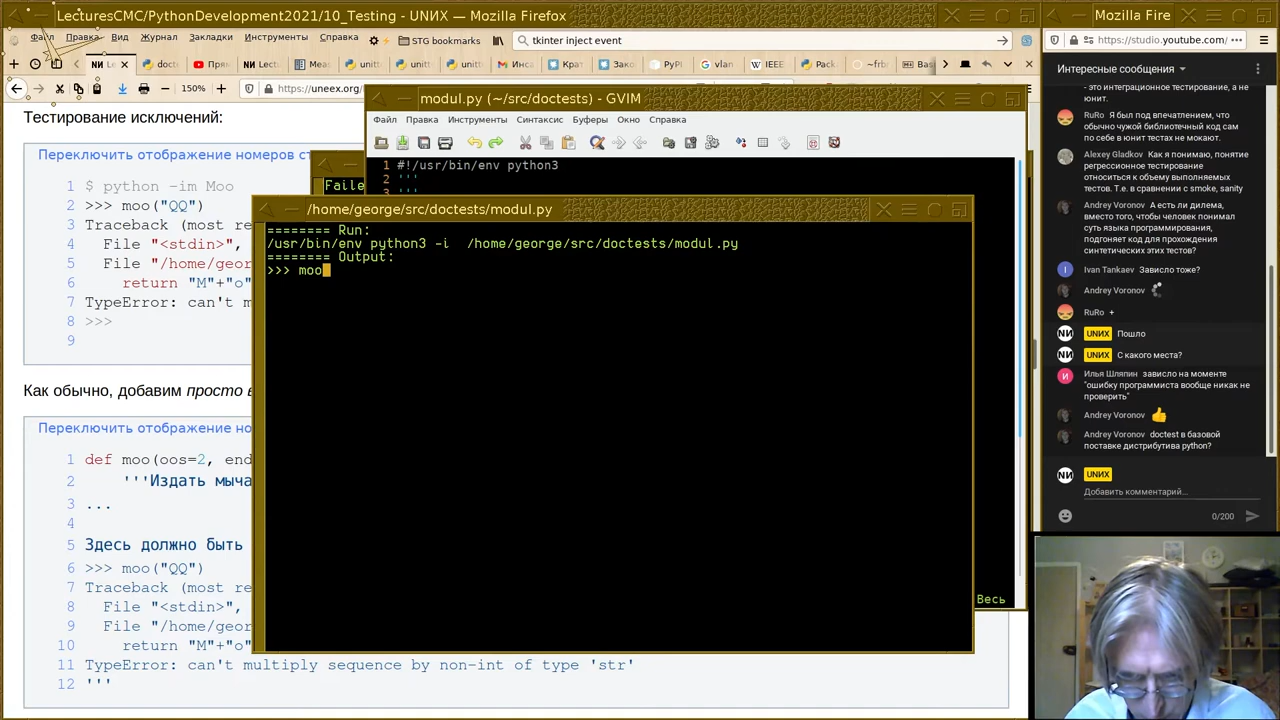 LecturesCMC/PythonDevelopment2021/10_Testing - UNИX — Mozilla Firefox
Файл Правка Вид Журнал Закладки Инструменты Справка
STG bookmarks
tkinter inject event
150%
Тестирование исключений:
Переключить отображение номеров ст
1 $ python -im Moo
2 >>> moo("QQ")
3 Traceback (most re
4 File "<stdin>",
5 File "/home/geor
6 return "M"+"o"
7 TypeError: can't m
8 >>>
9
Как обычно, добавим просто в
Переключить отображение но
1 def moo(oos=2, end
2 '''Издать мыча
3 ...
4
5 Здесь должно быть
6 >>> moo("QQ")
7 Traceback (most re
8 File "<stdin>",
9 File "/home/geor
10 return "M"+"o"
11 TypeError: can't multiply sequence by non-int of type 'str'
12 '''
modul.py (~/src/doctests) - GVIM
Файл Правка Инструменты Синтаксис Буферы Окно Справка
1 #!/usr/bin/env python3
2 '''
3 '''
Faile
Весь
/home/george/src/doctests/modul.py
======== Run:
/usr/bin/env python3 -i /home/george/src/doctests/modul.py
======== Output:
>>> moo
Mozilla Fire
https://studio.youtube.com/
Интересные сообщения
- это интеграционное тестирование, а не
юнит.
RuRo Я был под впечатлением, что
обычно чужой библиотечный код сам
по себе в юнит тестах не мокают.
Alexey Gladkov Как я понимаю, понятие
регрессионное тестирование
относиться к объему выполняемых
тестов. Т.е. в сравнении с smoke, sanity
Andrey Voronov А есть ли дилема,
вместо того, чтобы человек понимал
суть языка программирования,
подгоняет код для прохождения
синтетических этих тестов?
Ivan Tankaev Зависло тоже?
Andrey Voronov
RuRo +
UNИX Пошло
UNИX С какого места?
Илья Шляпин зависло на моменте
"ошибку программиста вообще никак не
проверить"
Andrey Voronov 👍
Andrey Voronov doctest в базовой
поставке дистрибутива python?
UNИX
Добавить комментарий...
0/200